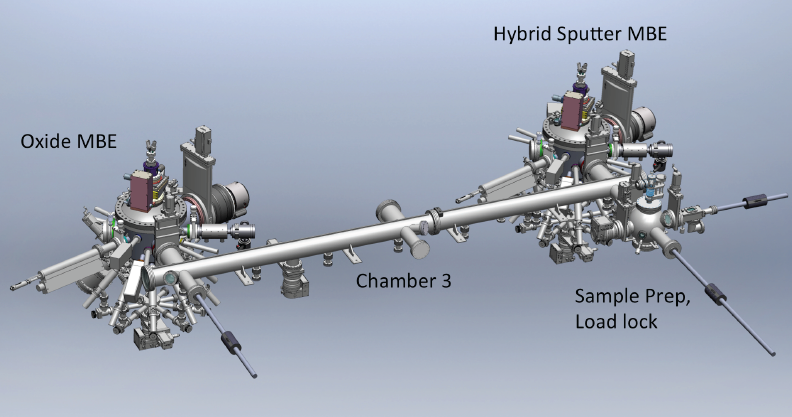 Hybrid Sputter MBE
Oxide MBE
Chamber 3
Sample Prep,
Load lock